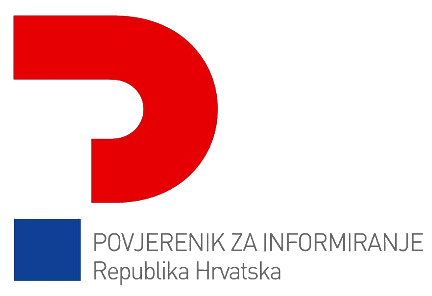 POVJERENIK ZA INFORMIRANJE
Republika Hrvatska